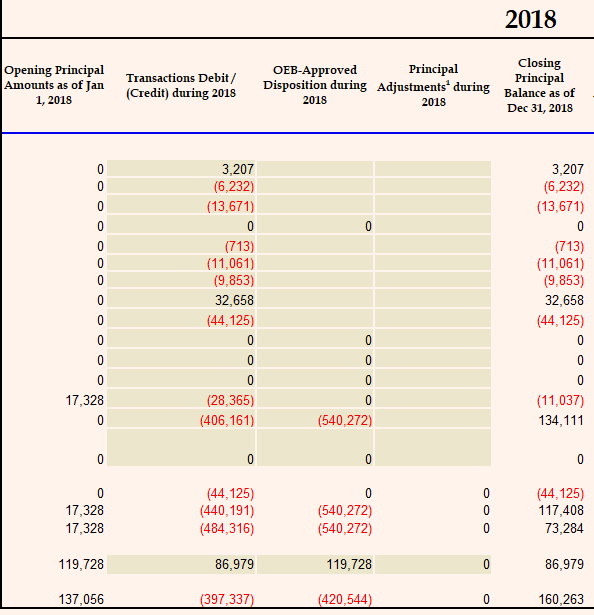 2018
Opening Principal Amounts as of Jan 1, 2018 Transactions Debit / (Credit) during 2018 OEB-Approved Disposition during 2018 Principal Adjustments¹ during 2018 Closing Principal Balance as of Dec 31, 2018
0 3,207 3,207
0 (6,232) (6,232)
0 (13,671) (13,671)
0 0 0 0
0 (713) (713)
0 (11,061) (11,061)
0 (9,853) (9,853)
0 32,658 32,658
0 (44,125) (44,125)
0 0 0 0
0 0 0 0
0 0 0 0
17,328 (28,365) 0 (11,037)
0 (406,161) (540,272) 134,111
0 0 0 0
0 (44,125) 0 0 (44,125)
17,328 (440,191) (540,272) 0 117,408
17,328 (484,316) (540,272) 0 73,284
119,728 86,979 119,728 0 86,979
137,056 (397,337) (420,544) 0 160,263